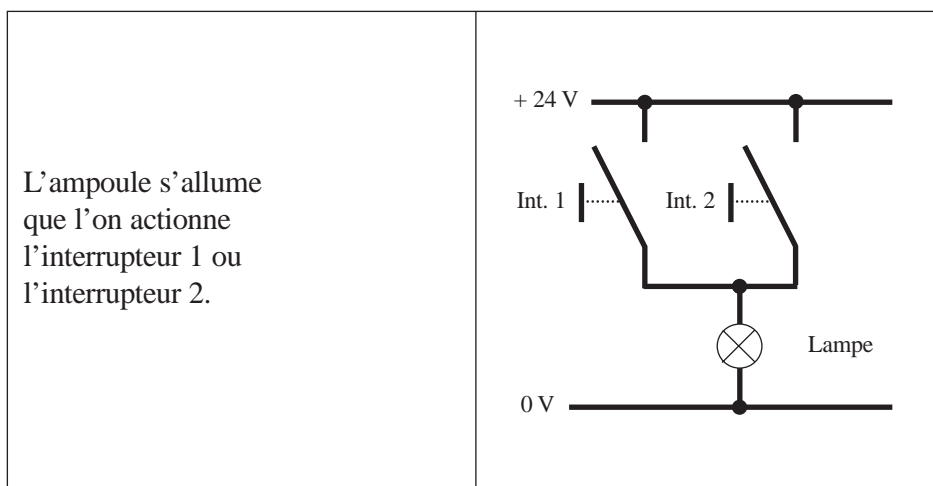 L’ampoule s’allume
que l’on actionne
l’interrupteur 1 ou
l’interrupteur 2.
+ 24 V
Int. 1
Int. 2
Lampe
0 V